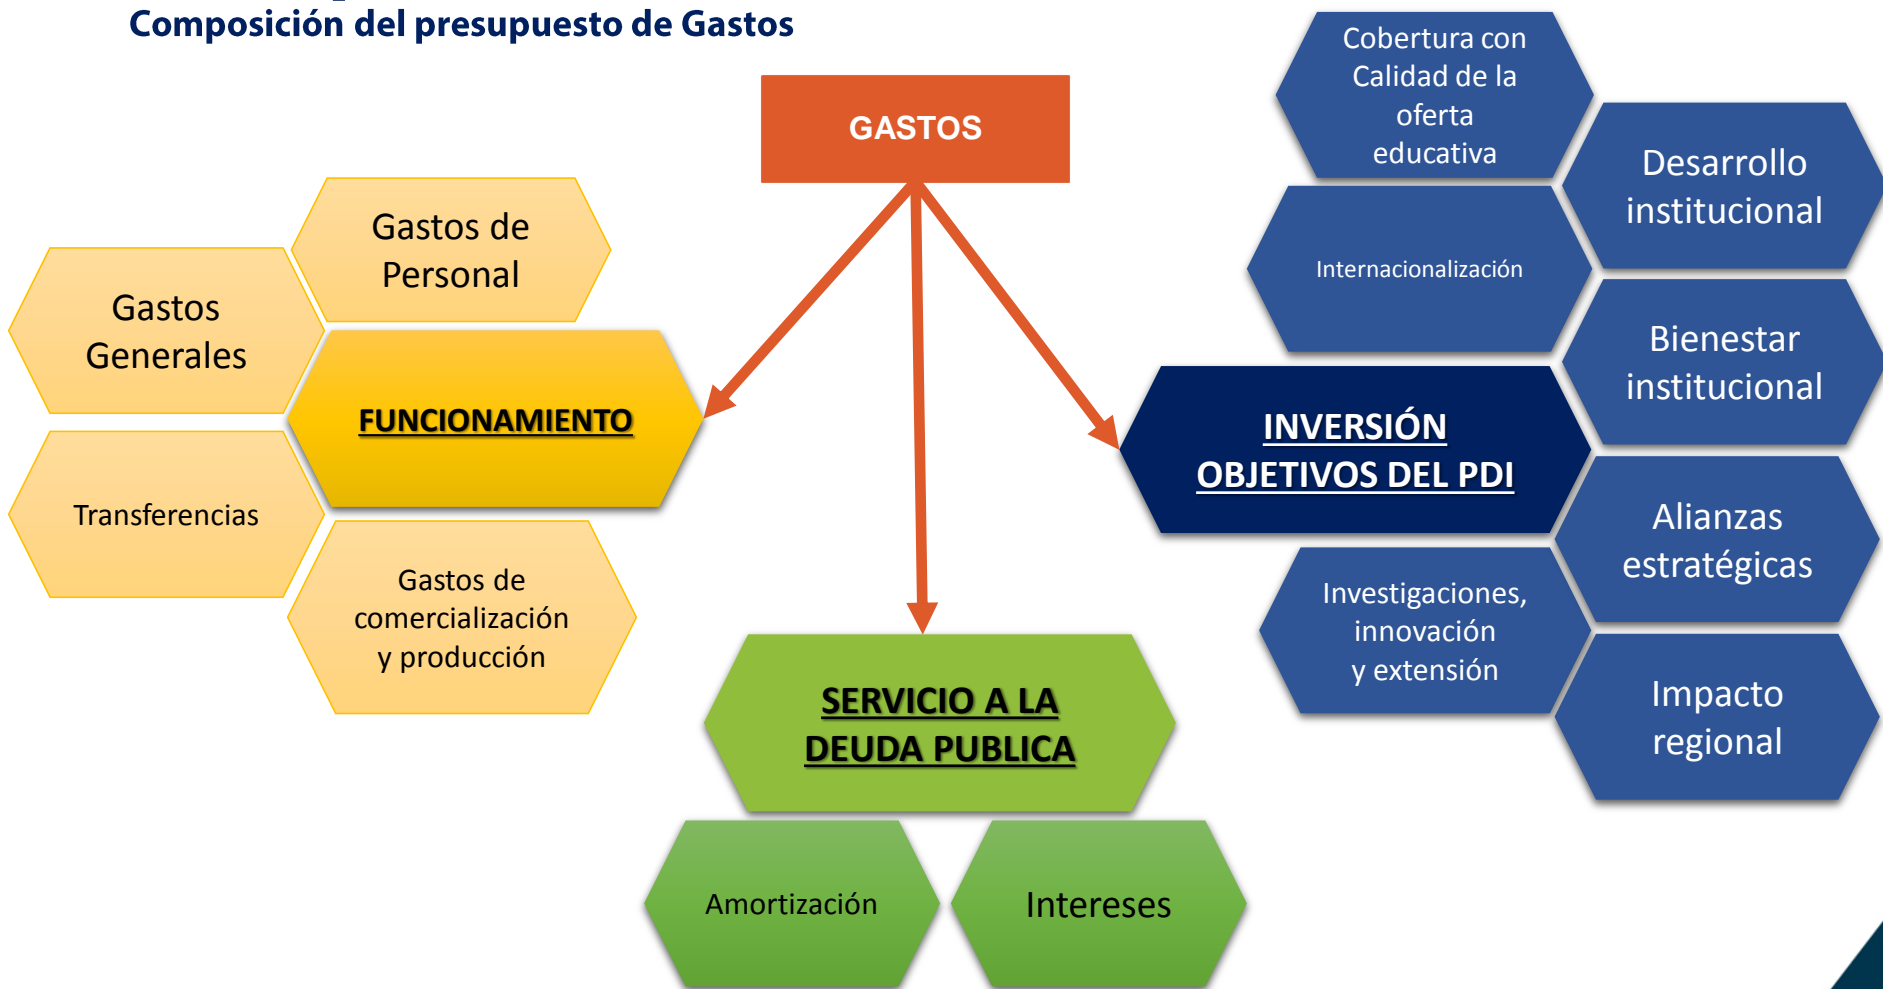 Composición del presupuesto de Gastos
GASTOS
Gastos de
Personal
Gastos
Generales
FUNCIONAMIENTO
Transferencias
Gastos de
comercialización
y producción
SERVICIO A LA
DEUDA PUBLICA
Amortización
Intereses
Cobertura con
Calidad de la
oferta
educativa
Desarrollo
institucional
Internacionalización
Bienestar
institucional
INVERSIÓN
OBJETIVOS DEL PDI
Alianzas
estratégicas
Investigaciones,
innovación
y extensión
Impacto
regional